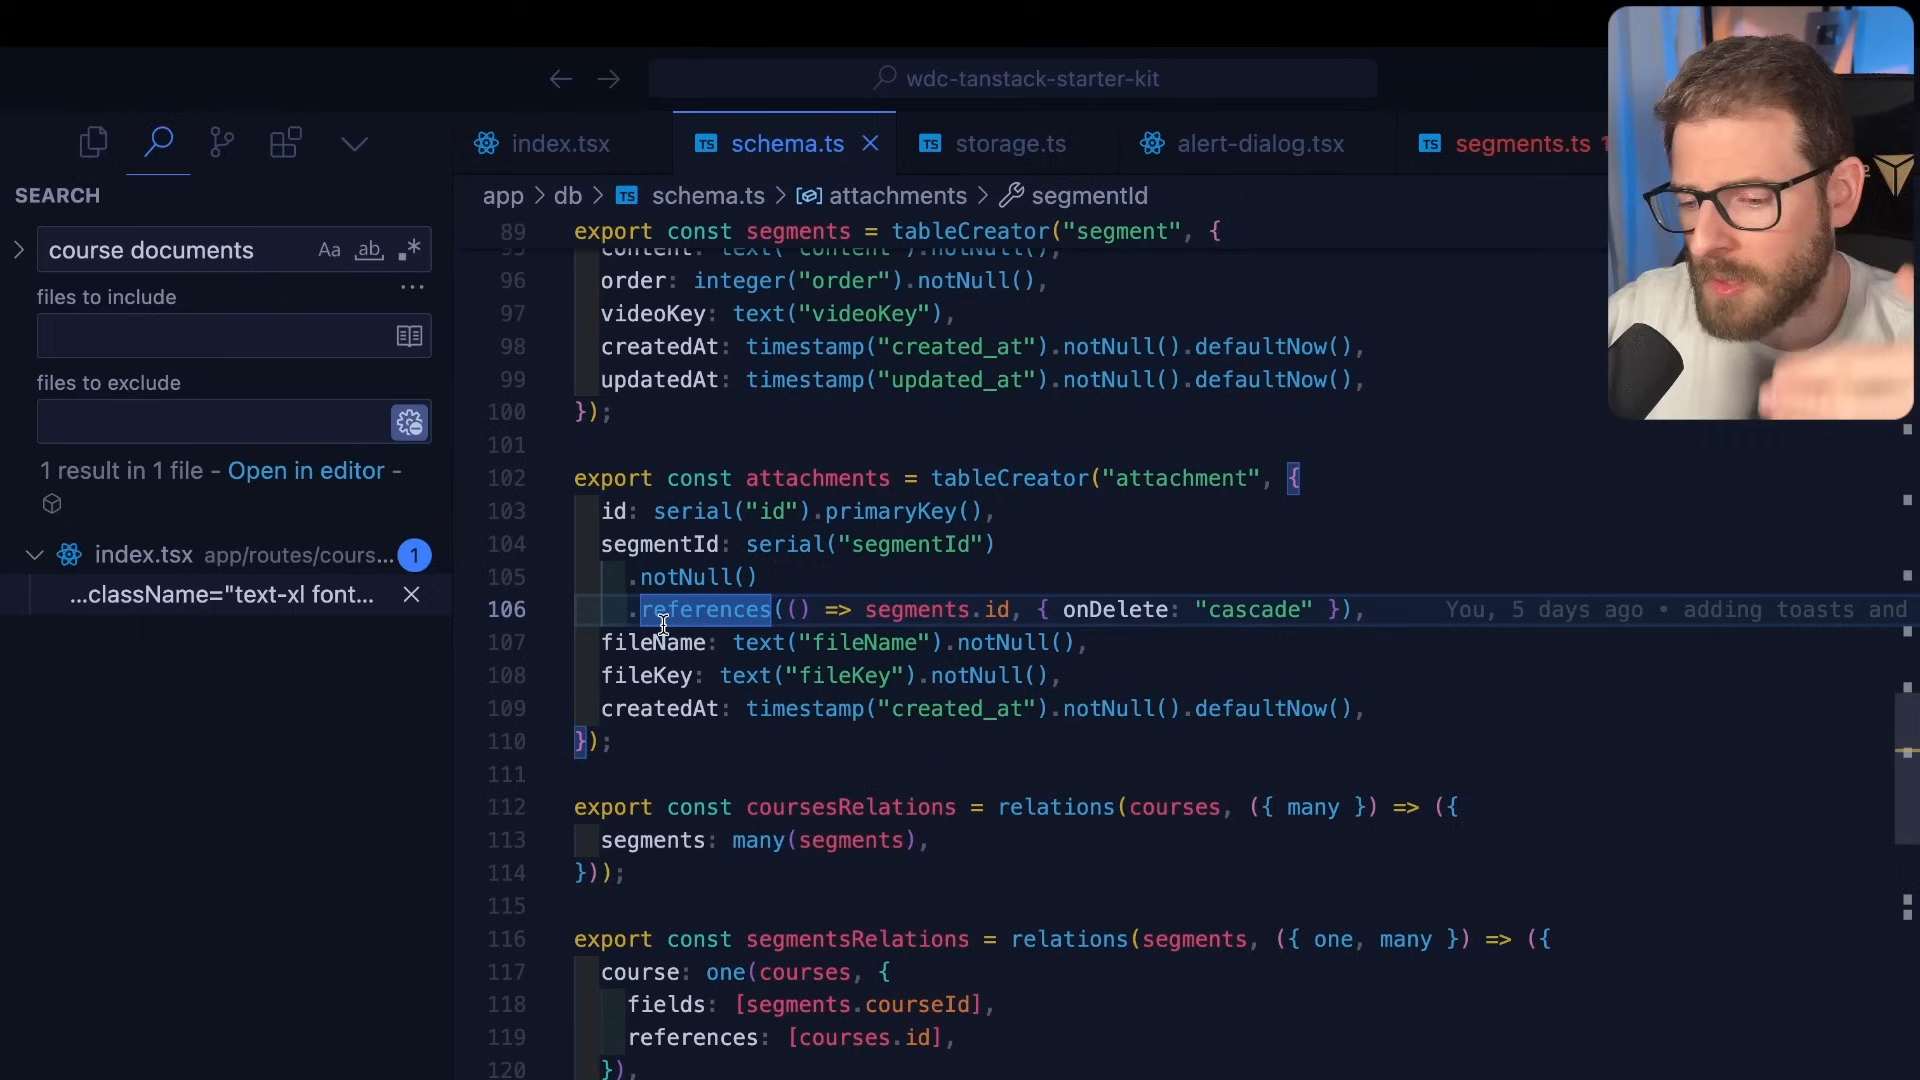 wdc-tanstack-starter-kit
index.tsx
schema.ts
storage.ts
alert-dialog.tsx
segments.ts
SEARCH
app > db > schema.ts > attachments > segmentId
course documents
Aa
ab
files to include
files to exclude
1 result in 1 file - Open in editor -
index.tsx app/routes/cours... 1
...className="text-xl font...
89 export const segments = tableCreator("segment", {
content: text("content").notNull(),
96 order: integer("order").notNull(),
97 videoKey: text("videoKey"),
98 createdAt: timestamp("created_at").notNull().defaultNow(),
99 updatedAt: timestamp("updated_at").notNull().defaultNow(),
100 });
101
102 export const attachments = tableCreator("attachment", {
103 id: serial("id").primaryKey(),
104 segmentId: serial("segmentId")
105 .notNull()
106 .references(() => segments.id, { onDelete: "cascade" }), You, 5 days ago • adding toasts and
107 fileName: text("fileName").notNull(),
108 fileKey: text("fileKey").notNull(),
109 createdAt: timestamp("created_at").notNull().defaultNow(),
110 });
111
112 export const coursesRelations = relations(courses, ({ many }) => ({
113 segments: many(segments),
114 }));
115
116 export const segmentsRelations = relations(segments, ({ one, many }) => ({
117 course: one(courses, {
118 fields: [segments.courseId],
119 references: [courses.id],
120 }),